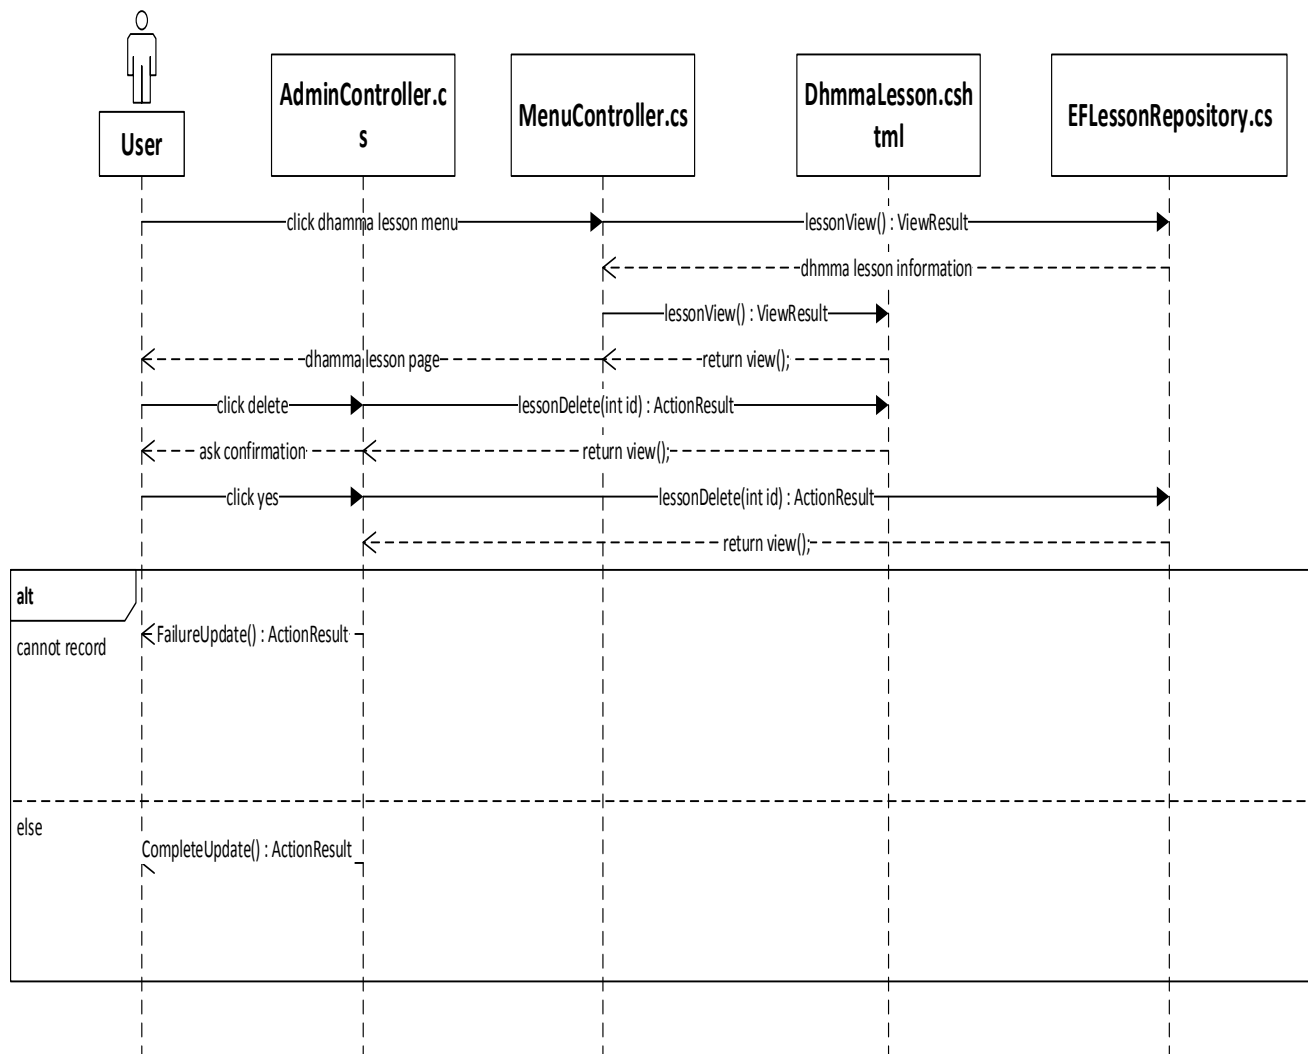 User
AdminController.c
s
MenuController.cs
DhmmaLesson.csh
tml
EFLessonRepository.cs
click dhamma lesson menu
lessonView() : ViewResult
dhmma lesson information
lessonView() : ViewResult
dhamma lesson page
return view();
click delete
lessonDelete(int id) : ActionResult
ask confirmation
return view();
click yes
lessonDelete(int id) : ActionResult
return view();
alt
cannot record
FailureUpdate() : ActionResult
else
CompleteUpdate() : ActionResult